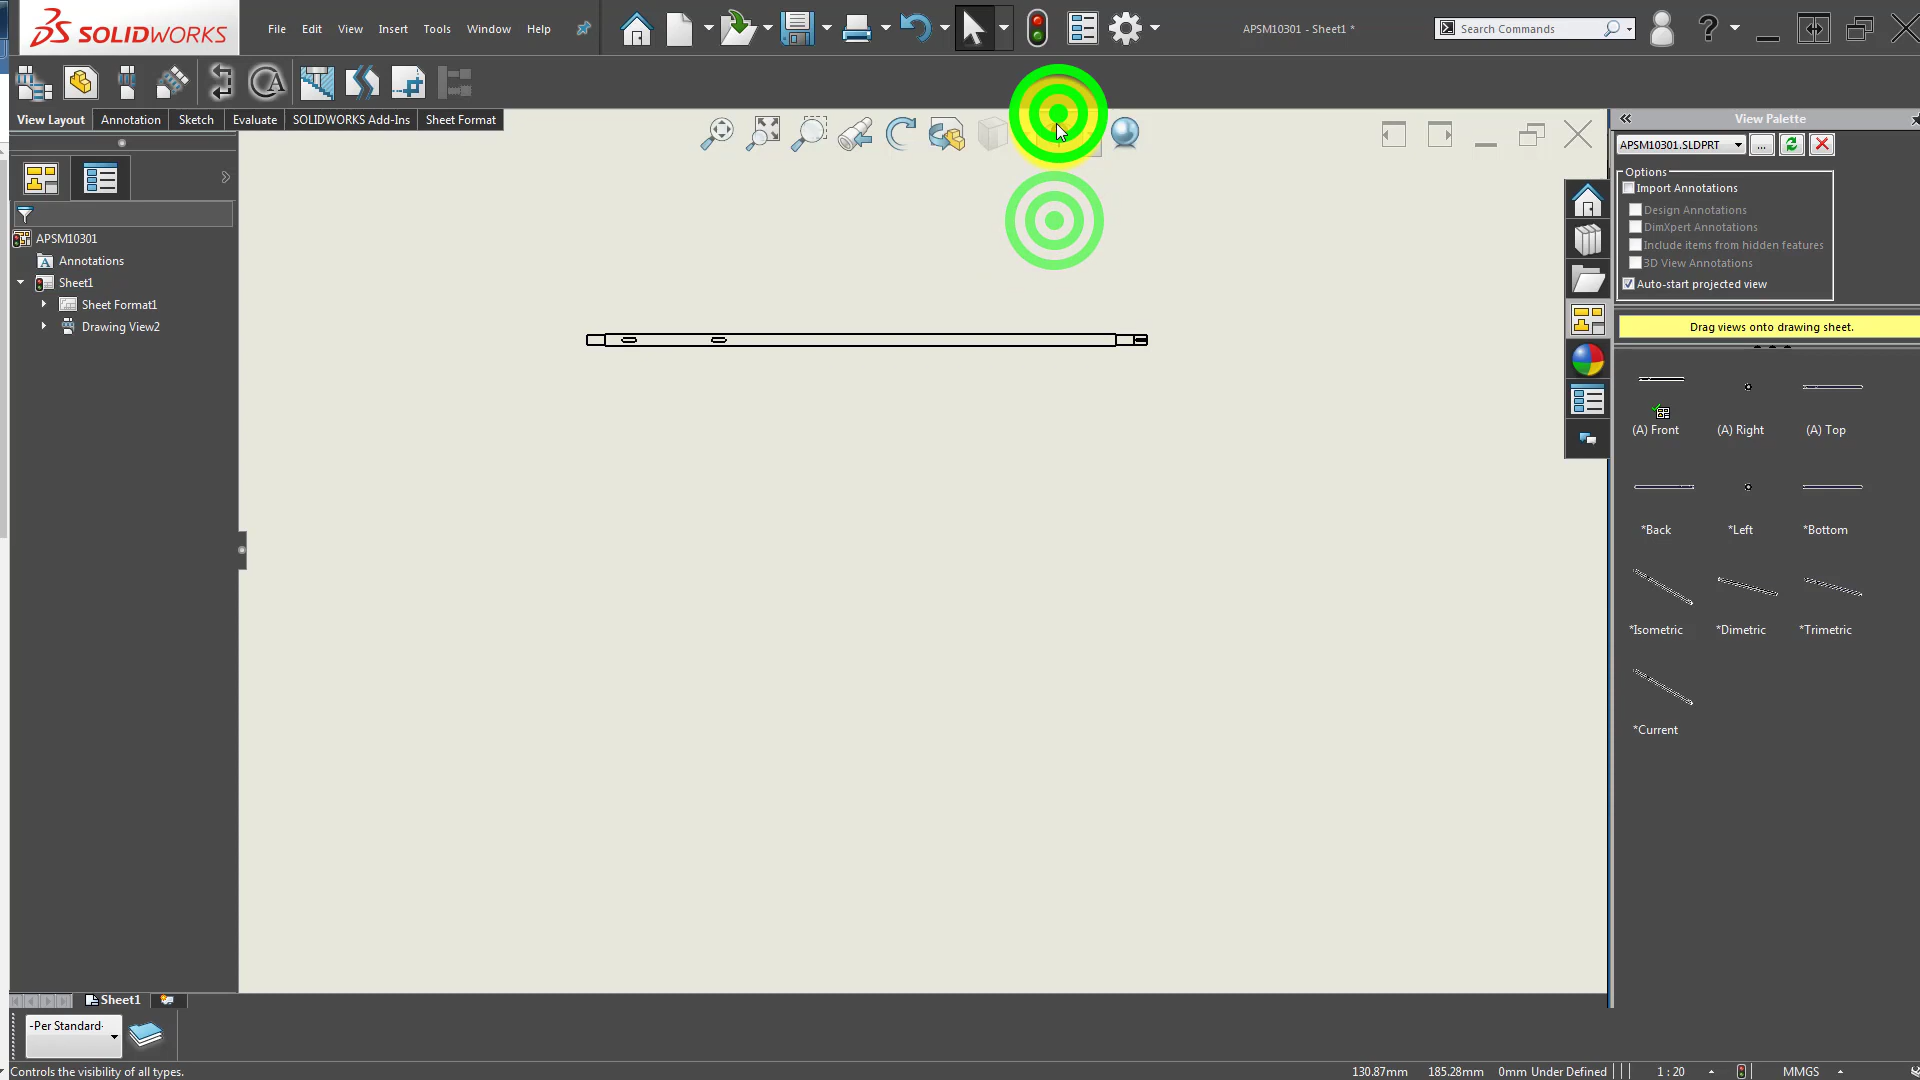 SOLIDWORKS
File
Edit
View
Insert
Tools
Window
Help
APSM10301 - Sheet1 *
Search Commands
?
View Layout
Annotation
Sketch
Evaluate
SOLIDWORKS Add-Ins
Sheet Format
View Palette
APSM10301.SLDPRT
...
Options
Import Annotations
Design Annotations
DimXpert Annotations
Include items from hidden features
3D View Annotations
Auto-start projected view
Drag views onto drawing sheet.
APSM10301
A Annotations
Sheet1
Sheet Format1
Drawing View2
(A) Front
(A) Right
(A) Top
*Back
*Left
*Bottom
*Isometric
*Dimetric
*Trimetric
*Current
Sheet1
-Per Standard-
Controls the visibility of all types.
130.87mm
185.28mm
0mm Under Defined
1 : 20
MMGS